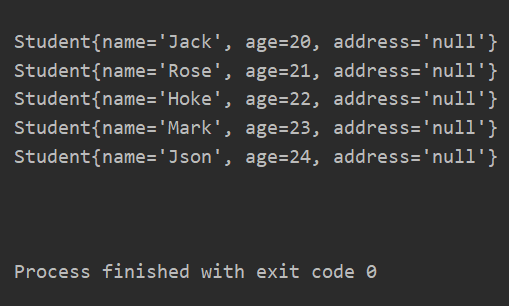 Student{name='Jack', age=20, address='null'}
Student{name='Rose', age=21, address='null'}
Student{name='Hoke', age=22, address='null'}
Student{name='Mark', age=23, address='null'}
Student{name='Json', age=24, address='null'}
Process finished with exit code 0